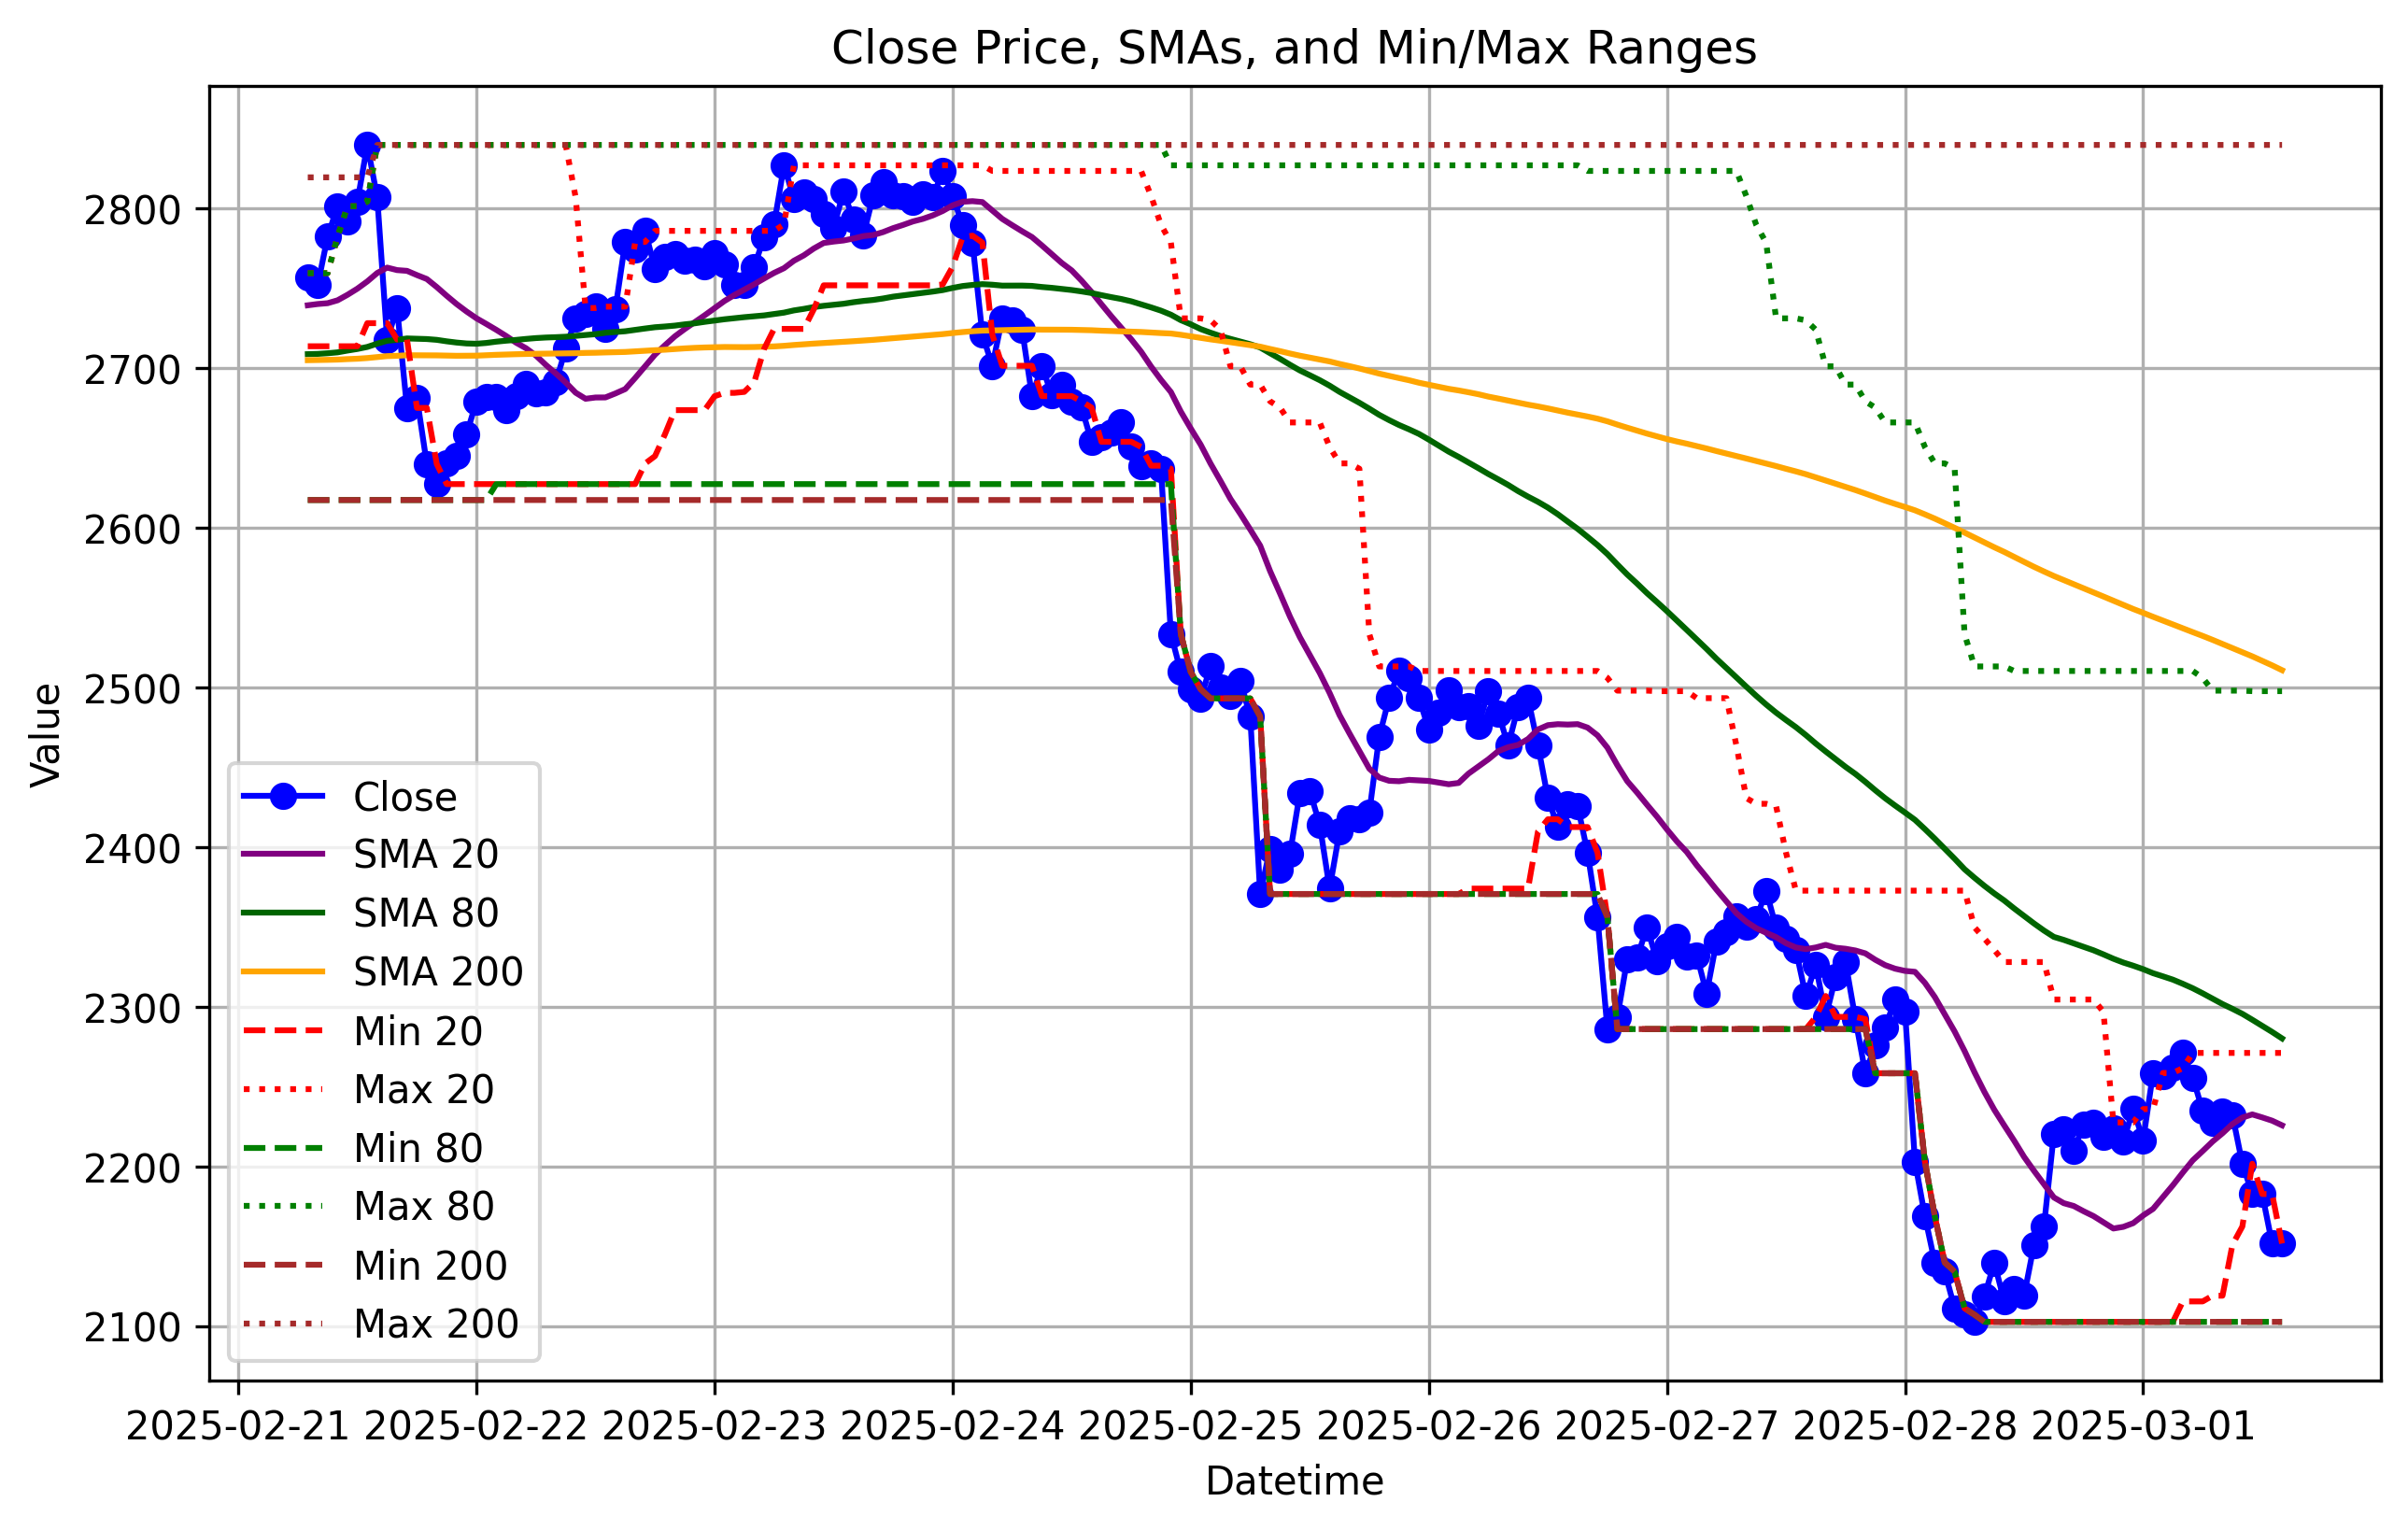 Close Price, SMAs, and Min/Max Ranges
2800
2700
2600
2500
2400
2300
2200
2100
Value
Close
SMA 20
SMA 80
SMA 200
Min 20
Max 20
Min 80
Max 80
Min 200
Max 200
2025-02-21 2025-02-22 2025-02-23 2025-02-24 2025-02-25 2025-02-26 2025-02-27 2025-02-28 2025-03-01
Datetime